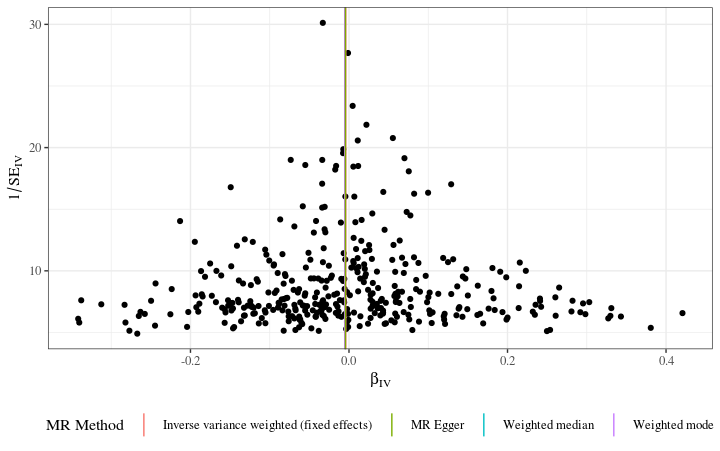 30
20
10
1/SE_IV
-0.2
0.0
0.2
0.4
β_IV
MR Method
Inverse variance weighted (fixed effects)
MR Egger
Weighted median
Weighted mode